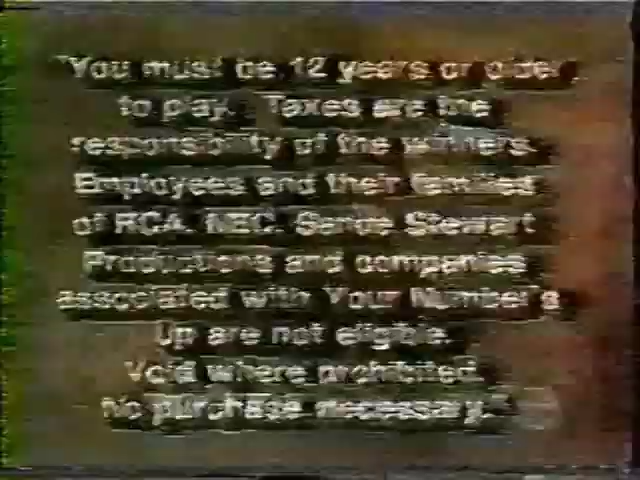 "You must be 12 years or older
to play. Taxes are the
responsibility of the winners.
Employees and their families
of RCA, NBC, Sande Stewart
Productions and companies
associated with Your Number's
Up are not eligible.
Void where prohibited.
No purchase necessary."